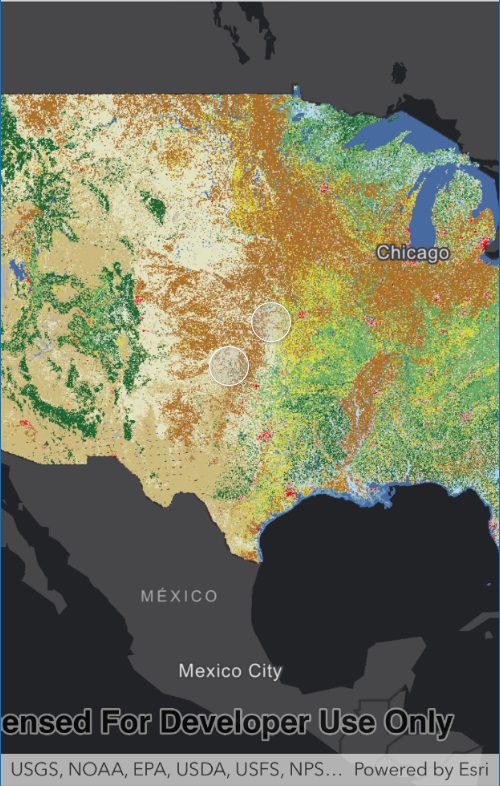 Chicago
MÉXICO
Mexico City
ensed For Developer Use Only
USGS, NOAA, EPA, USDA, USFS, NPS... Powered by Esri